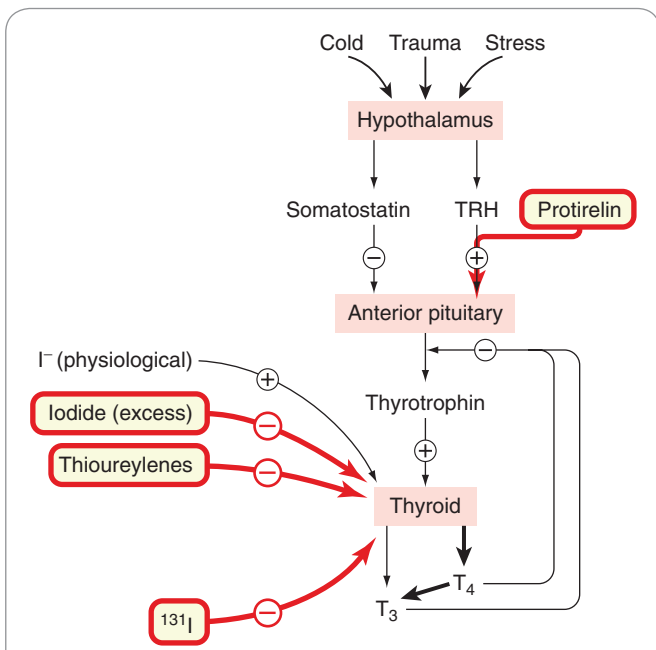 Cold Trauma Stress
Hypothalamus
Somatostatin TRH Protirelin
− +
Anterior pituitary
I⁻ (physiological) −
+
Iodide (excess) Thyrotrophin
−
Thioureylenes − +
Thyroid
T₄
¹³¹I − T₃